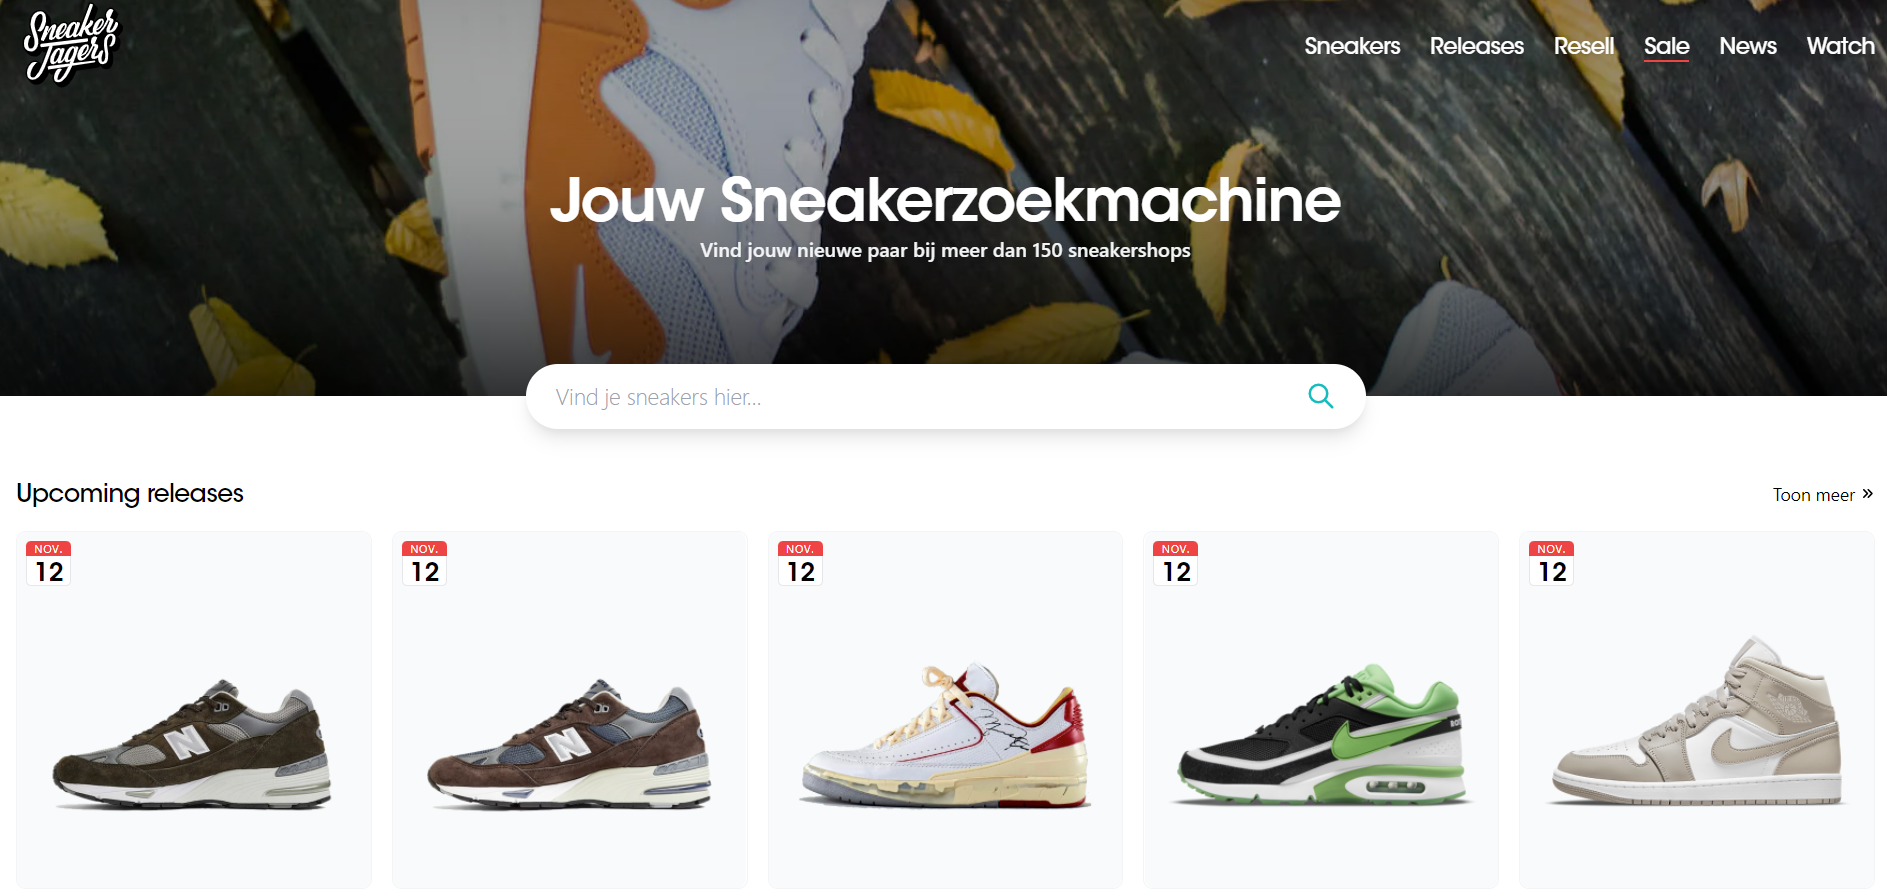 Sneaker
Jagers
Sneakers Releases Resell Sale News Watch
Jouw Sneakerzoekmachine
Vind jouw nieuwe paar bij meer dan 150 sneakershops
Vind je sneakers hier...
Upcoming releases
Toon meer »
NOV.
12
NOV.
12
NOV.
12
NOV.
12
NOV.
12
N
N